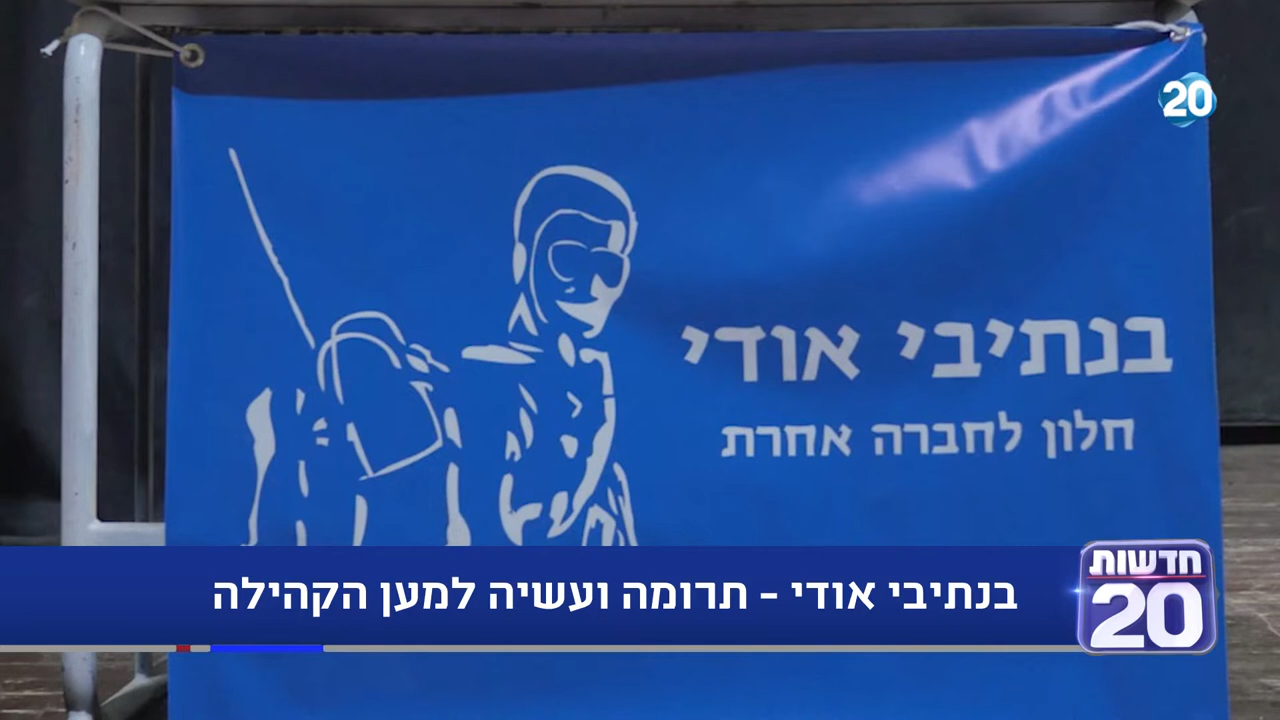 20
בנתיבי אודי
חלון לחברה אחרת
בנתיבי אודי - תרומה ועשיה למען הקהילה
חדשות
20